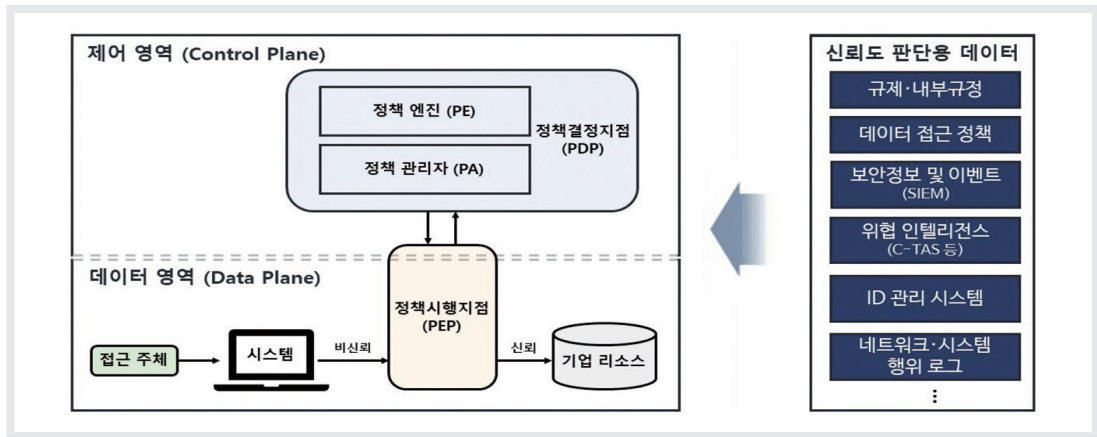 제어 영역 (Control Plane)
정책 엔진 (PE)
정책 관리자 (PA)
정책결정지점
(PDP)
데이터 영역 (Data Plane)
접근 주체
시스템
비신뢰
정책시행지점
(PEP)
신뢰
기업 리소스
신뢰도 판단용 데이터
규제·내부규정
데이터 접근 정책
보안정보 및 이벤트
(SIEM)
위협 인텔리전스
(C-TAS 등)
ID 관리 시스템
네트워크·시스템
행위 로그
⋮